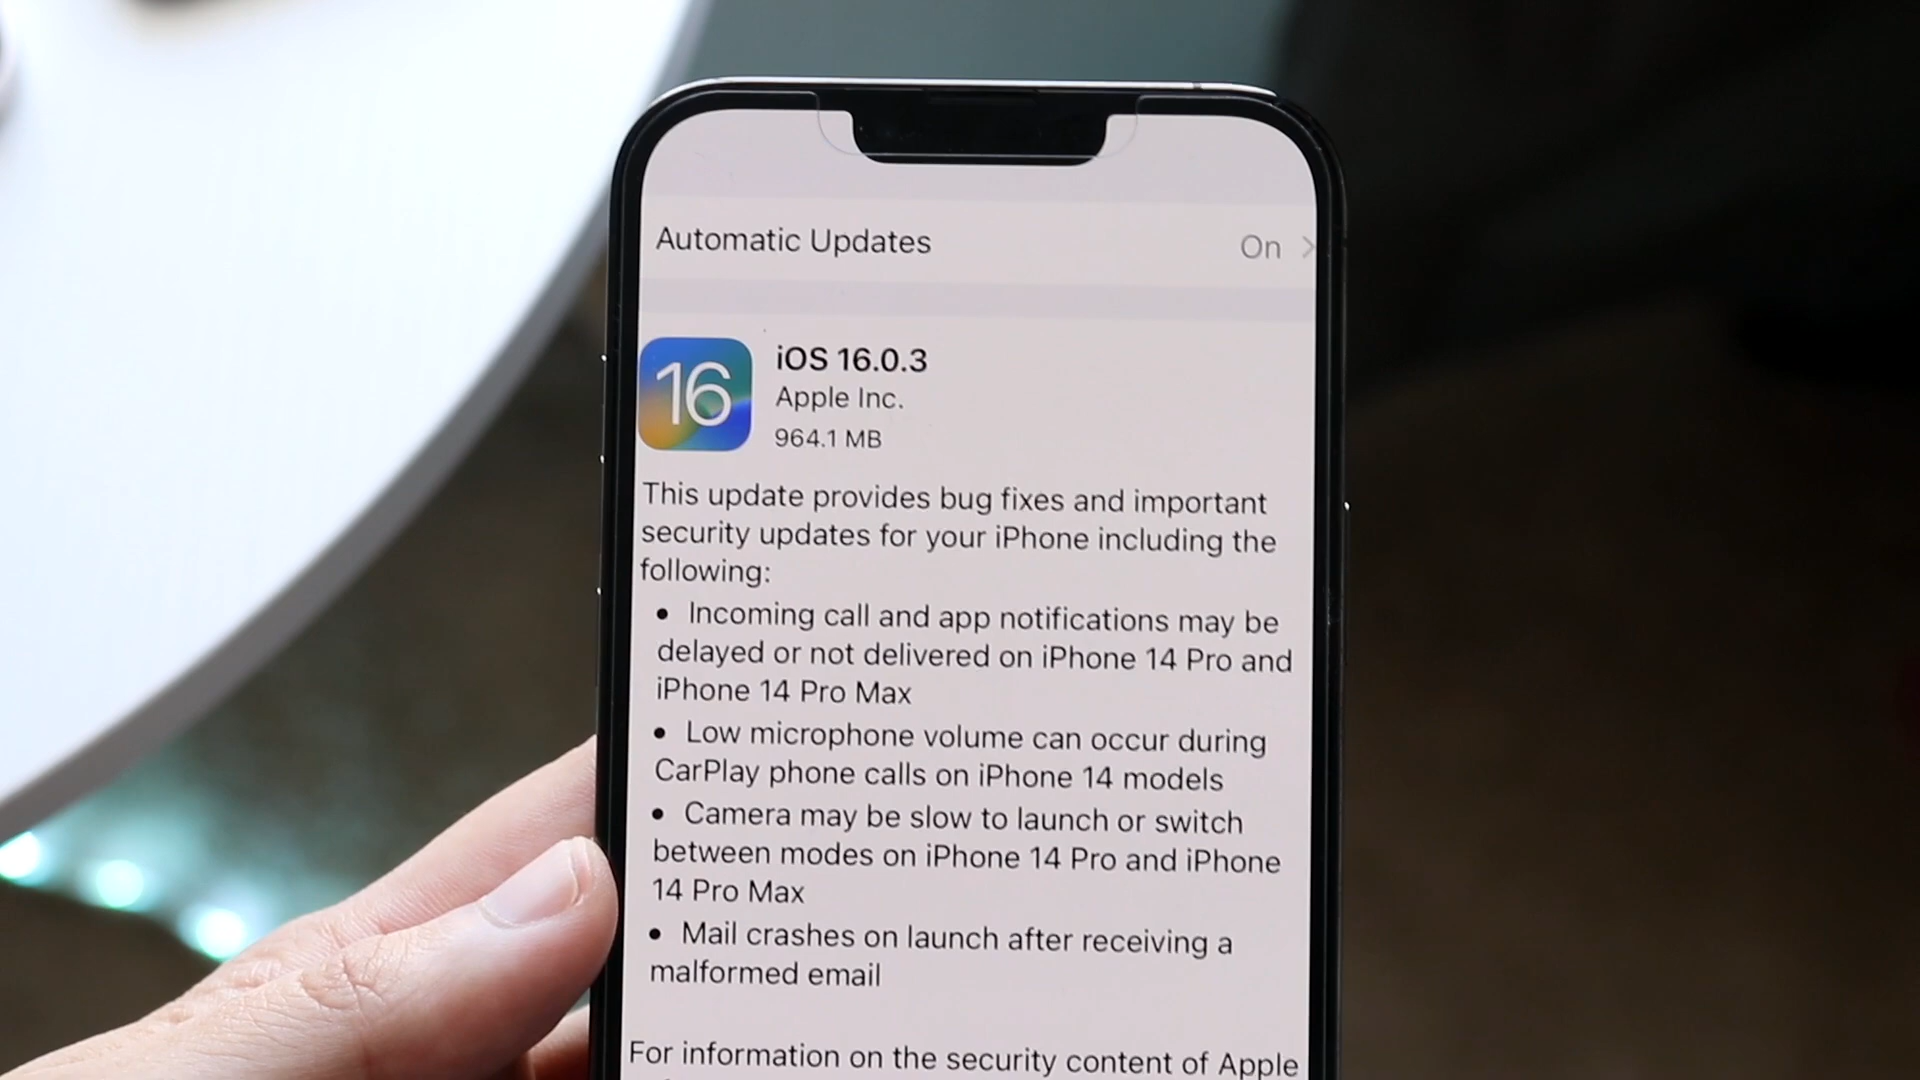 Automatic Updates On
16
iOS 16.0.3
Apple Inc.
964.1 MB
This update provides bug fixes and important
security updates for your iPhone including the
following:
• Incoming call and app notifications may be
delayed or not delivered on iPhone 14 Pro and
iPhone 14 Pro Max
• Low microphone volume can occur during
CarPlay phone calls on iPhone 14 models
• Camera may be slow to launch or switch
between modes on iPhone 14 Pro and iPhone
14 Pro Max
• Mail crashes on launch after receiving a
malformed email
For information on the security content of Apple